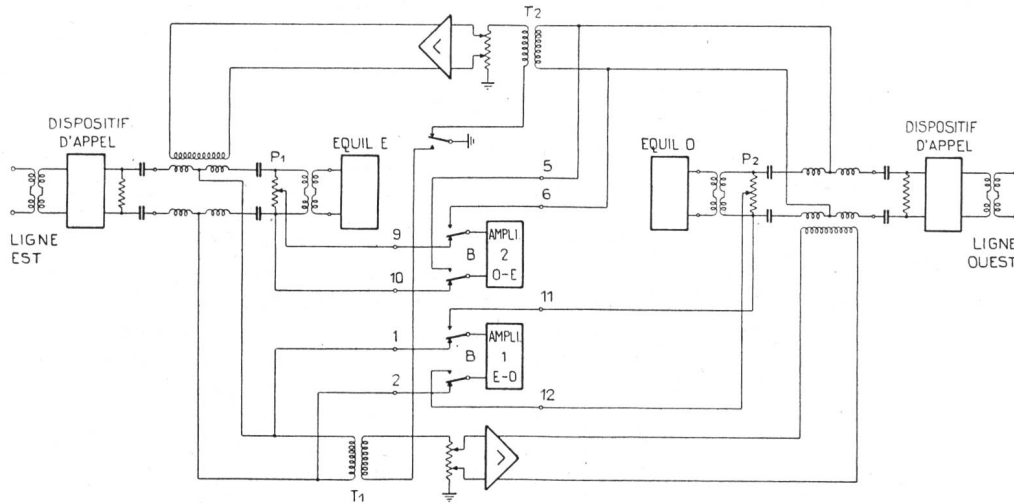 T2
DISPOSITIF
D'APPEL
P1
EQUIL E
5
6
9
B
AMPLI.
2
O-E
10
EQUIL O
P2
DISPOSITIF
D'APPEL
LIGNE
EST
LIGNE
OUEST
11
1
B
AMPLI.
1
E-O
2
12
T1